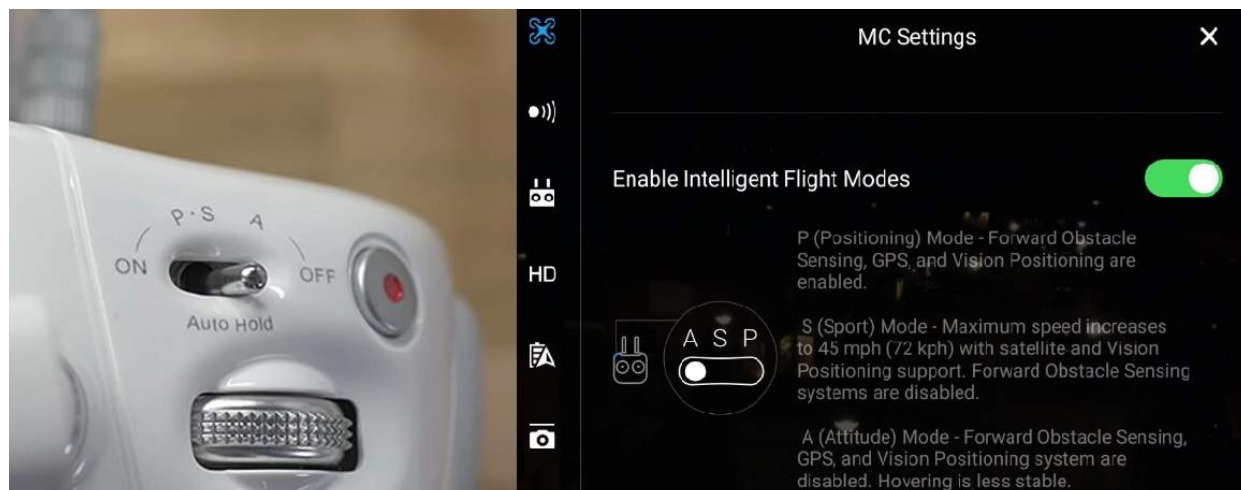 P · S A
ON OFF
Auto Hold
MC Settings
Enable Intelligent Flight Modes
HD
P (Positioning) Mode - Forward Obstacle
Sensing, GPS, and Vision Positioning are
enabled.
A S P
S (Sport) Mode - Maximum speed increases
to 45 mph (72 kph) with satellite and Vision
Positioning support. Forward Obstacle Sensing
systems are disabled.
A (Attitude) Mode - Forward Obstacle Sensing,
GPS, and Vision Positioning system are
disabled. Hovering is less stable.